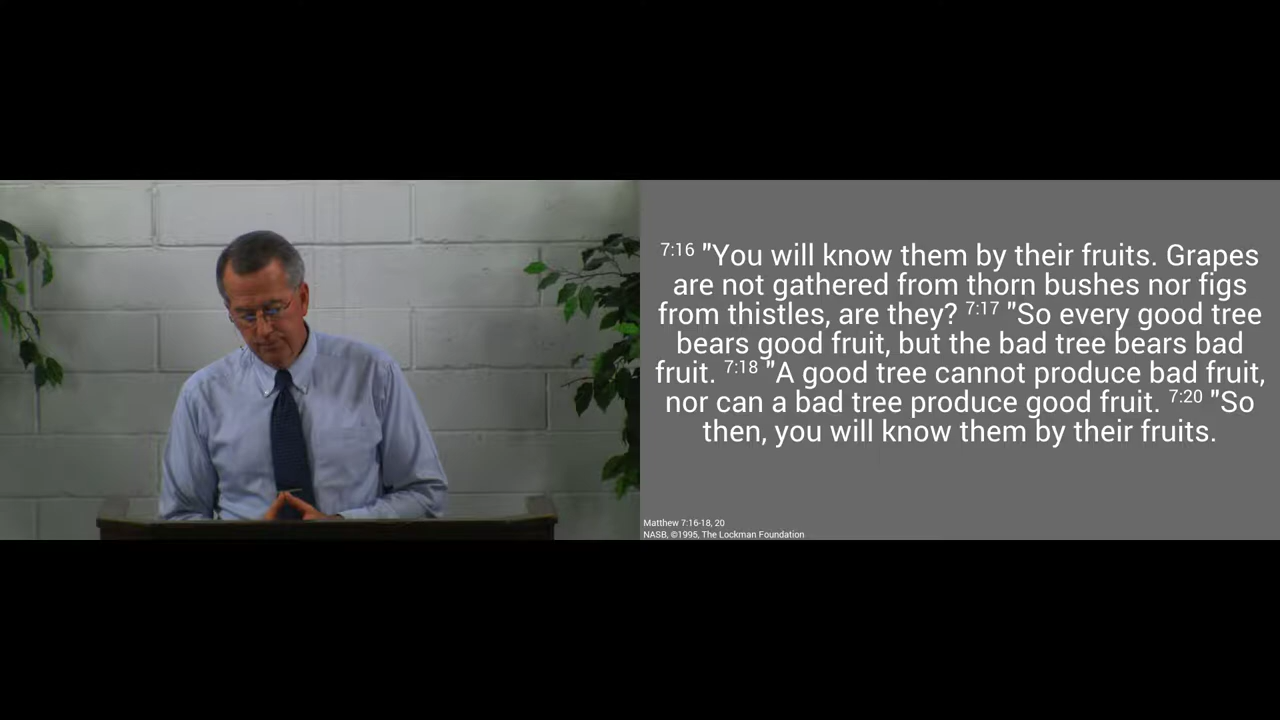 7:16 "You will know them by their fruits. Grapes
are not gathered from thorn bushes nor figs
from thistles, are they? 7:17 "So every good tree
bears good fruit, but the bad tree bears bad
fruit. 7:18 "A good tree cannot produce bad fruit,
nor can a bad tree produce good fruit. 7:20 "So
then, you will know them by their fruits.
Matthew 7:16-18, 20
NASB, ©1995, The Lockman Foundation